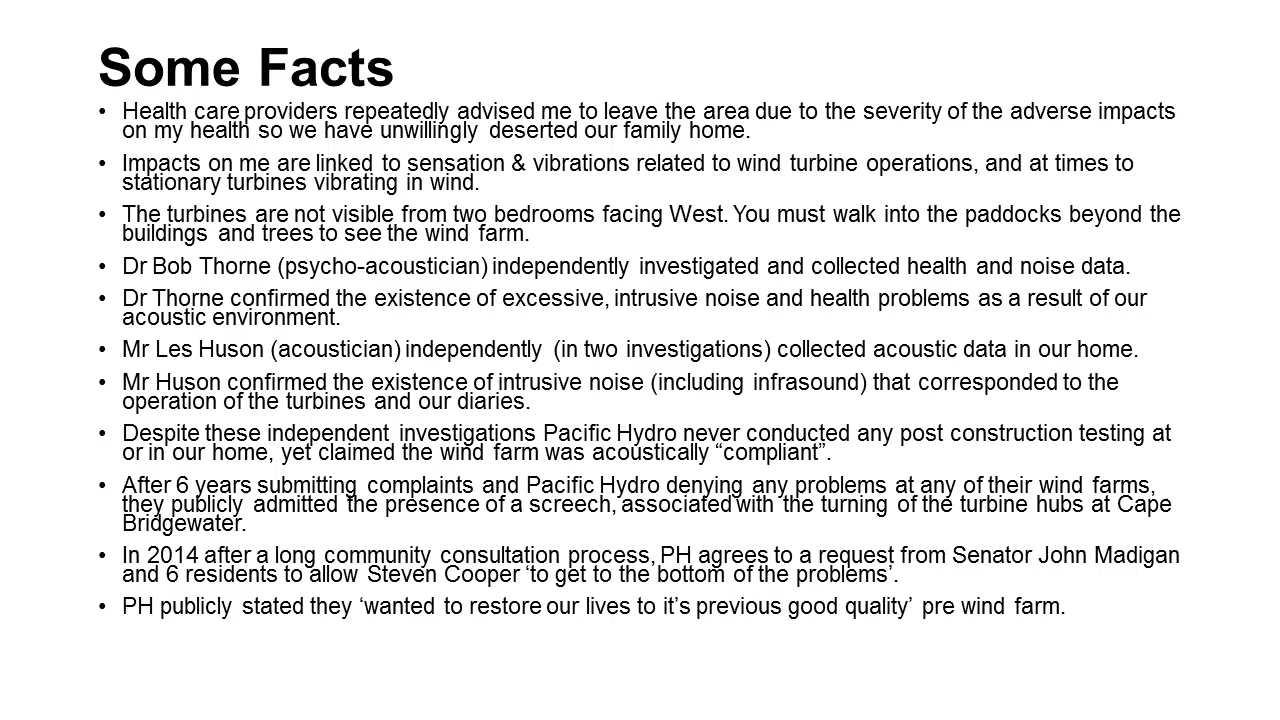 Some Facts
• Health care providers repeatedly advised me to leave the area due to the severity of the adverse impacts
on my health so we have unwillingly deserted our family home.
• Impacts on me are linked to sensation & vibrations related to wind turbine operations, and at times to
stationary turbines vibrating in wind.
• The turbines are not visible from two bedrooms facing West. You must walk into the paddocks beyond the
buildings and trees to see the wind farm.
• Dr Bob Thorne (psycho-acoustician) independently investigated and collected health and noise data.
• Dr Thorne confirmed the existence of excessive, intrusive noise and health problems as a result of our
acoustic environment.
• Mr Les Huson (acoustician) independently (in two investigations) collected acoustic data in our home.
• Mr Huson confirmed the existence of intrusive noise (including infrasound) that corresponded to the
operation of the turbines and our diaries.
• Despite these independent investigations Pacific Hydro never conducted any post construction testing at
or in our home, yet claimed the wind farm was acoustically “compliant”.
• After 6 years submitting complaints and Pacific Hydro denying any problems at any of their wind farms,
they publicly admitted the presence of a screech, associated with the turning of the turbine hubs at Cape
Bridgewater.
• In 2014 after a long community consultation process, PH agrees to a request from Senator John Madigan
and 6 residents to allow Steven Cooper ‘to get to the bottom of the problems’.
• PH publicly stated they ‘wanted to restore our lives to it’s previous good quality’ pre wind farm.